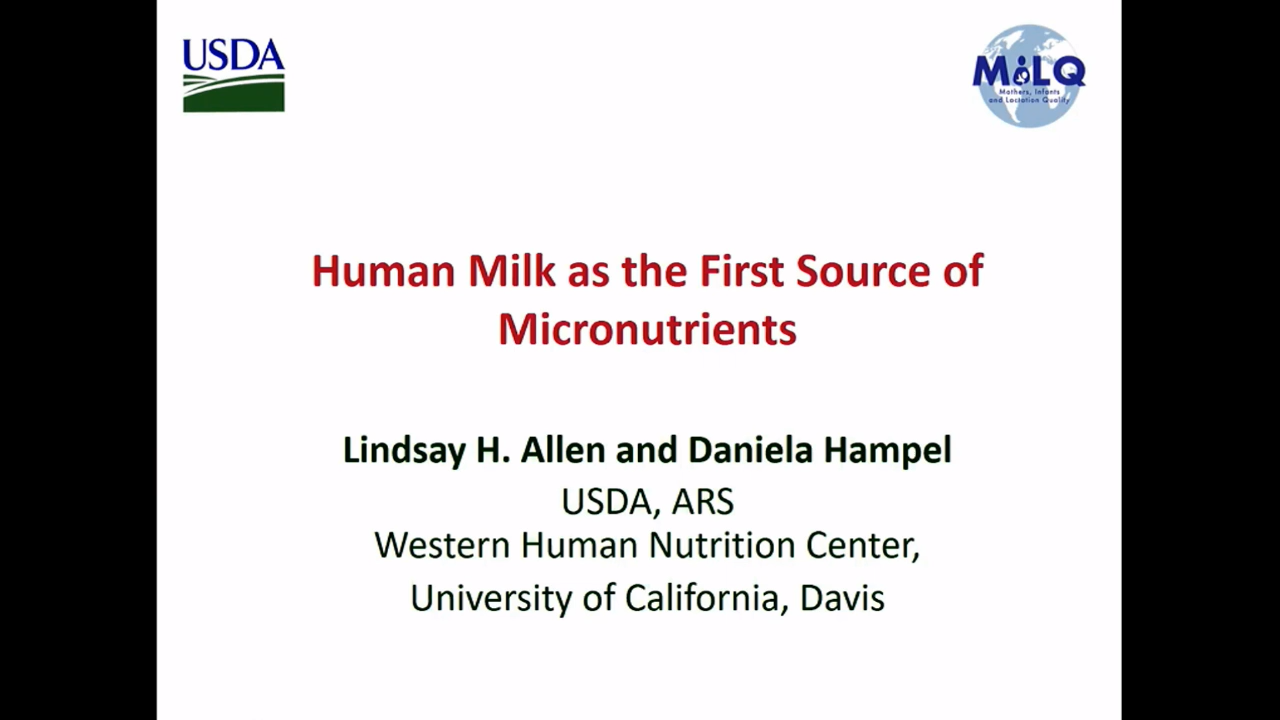 USDA
MiLQ
Mothers, Infants
and Lactation Quality
Human Milk as the First Source of
Micronutrients
Lindsay H. Allen and Daniela Hampel
USDA, ARS
Western Human Nutrition Center,
University of California, Davis